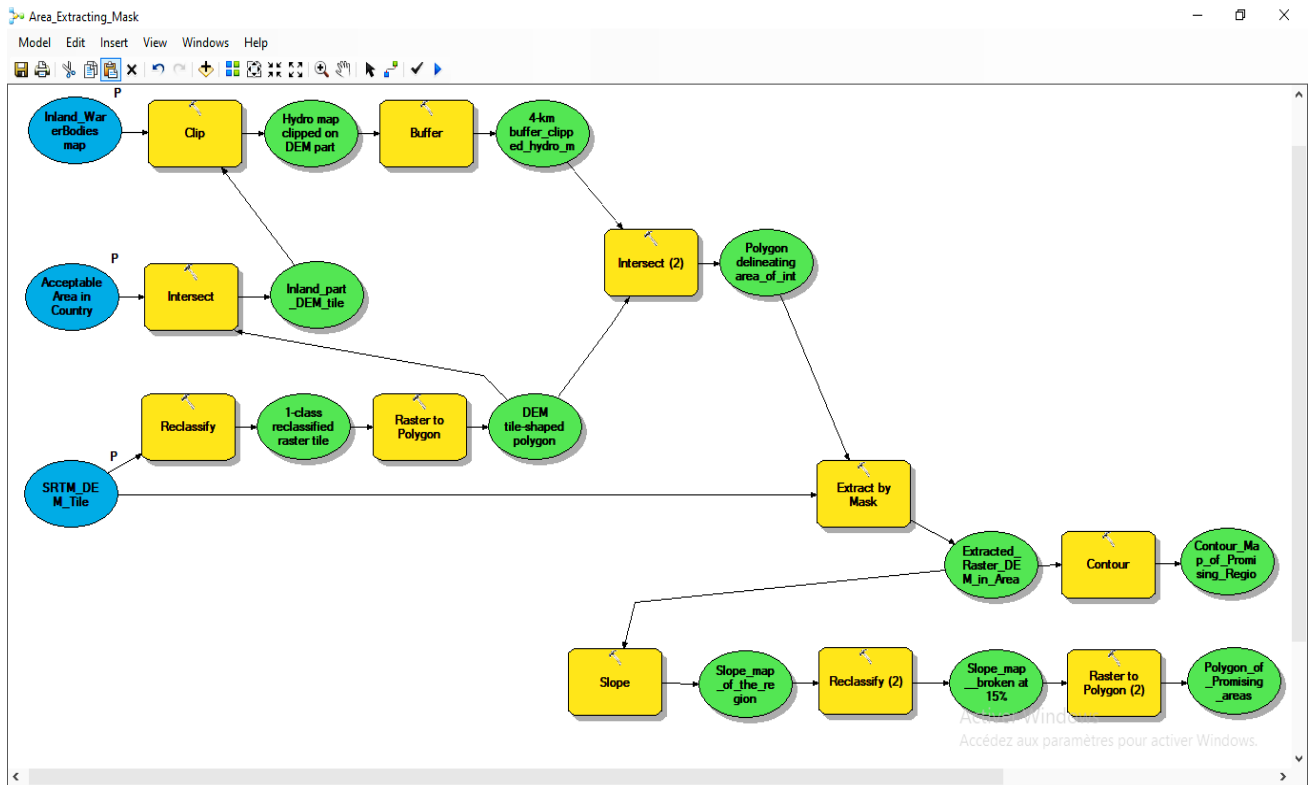 Area_Extracting_Mask
Model Edit Insert View Windows Help
P
Inland_War
erBodies
map
Clip
Hydro map
clipped on
DEM part
Buffer
4-km
buffer_clipp
ed_hydro_m
Intersect (2)
Polygon
delineating
area_of_int
P
Acceptable
Area in
Country
Intersect
Inland_part
_DEM_tile
Reclassify
1-class
reclassified
raster tile
Raster to
Polygon
DEM
tile-shaped
polygon
P
SRTM_DE
M_Tile
Extract by
Mask
Extracted_
Raster_DE
M_in_Area
Contour
Contour_Ma
p_of_Promi
sing_Regio
Slope
Slope_map
_of_the_re
gion
Reclassify (2)
Slope_map
__broken at
15%
Raster to
Polygon (2)
Polygon_of
_Promising
_areas
Activer Windows
Accédez aux paramètres pour activer Windows.